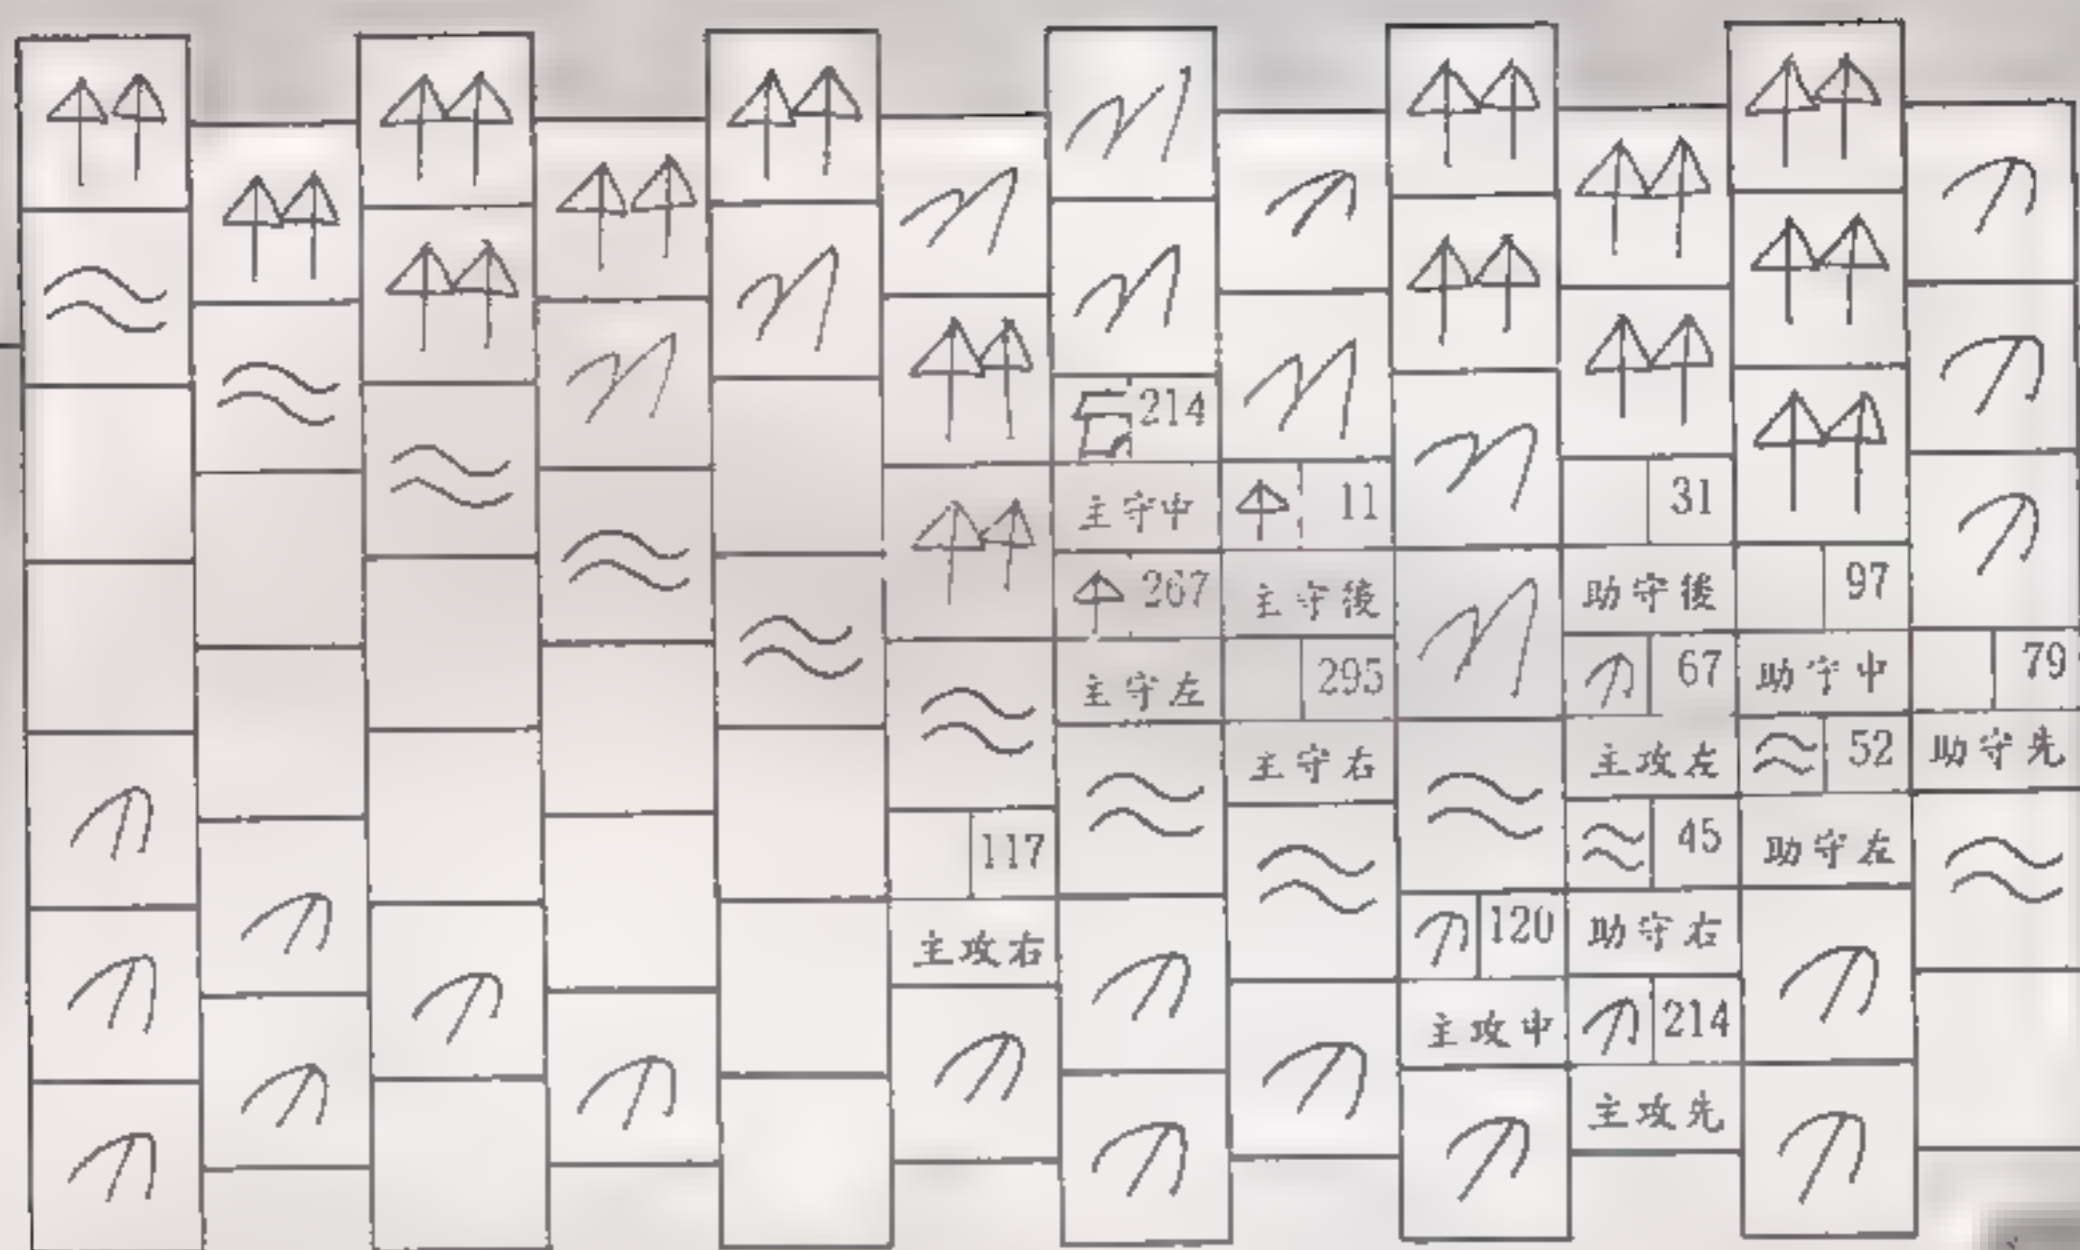 214
主守中
11
31
267
主守後
助守後
97
主守左
295
67
助守中
79
主守右
主攻左
52
助守先
117
45
助守左
主攻右
120
助守右
主攻中
214
主攻先